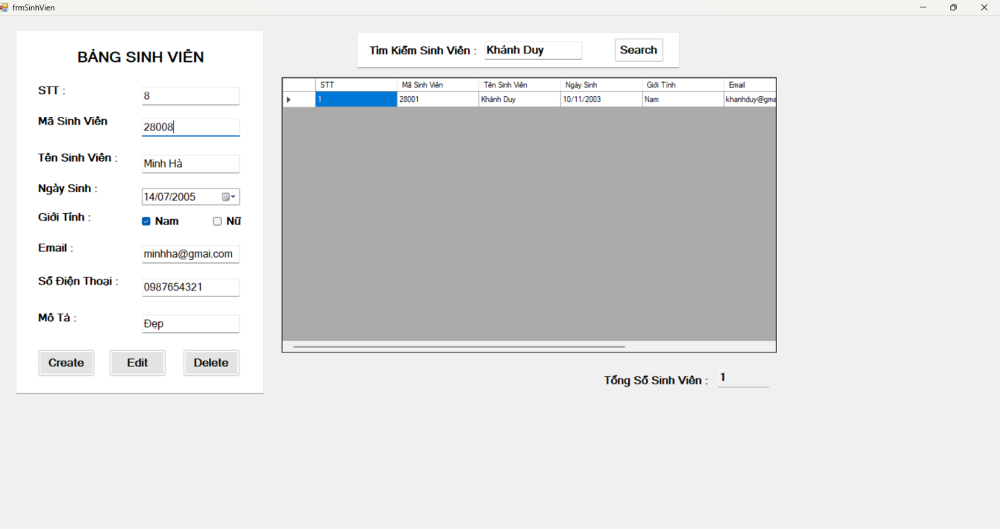 frmSinhVien
BẢNG SINH VIÊN
STT :
8
Mã Sinh Viên
28008
Tên Sinh Viên :
Minh Hà
Ngày Sinh :
14/07/2005
Giới Tính :
Nam
Nữ
Email :
minhha@gmai.com
Số Điện Thoại :
0987654321
Mô Tả :
Đẹp
Create Edit Delete
Tìm Kiếm Sinh Viên : Khánh Duy Search
STT Mã Sinh Viên Tên Sinh Viên Ngày Sinh Giới Tính Email
1 28001 Khánh Duy 10/11/2003 Nam khanhduy@gma
Tổng Số Sinh Viên : 1